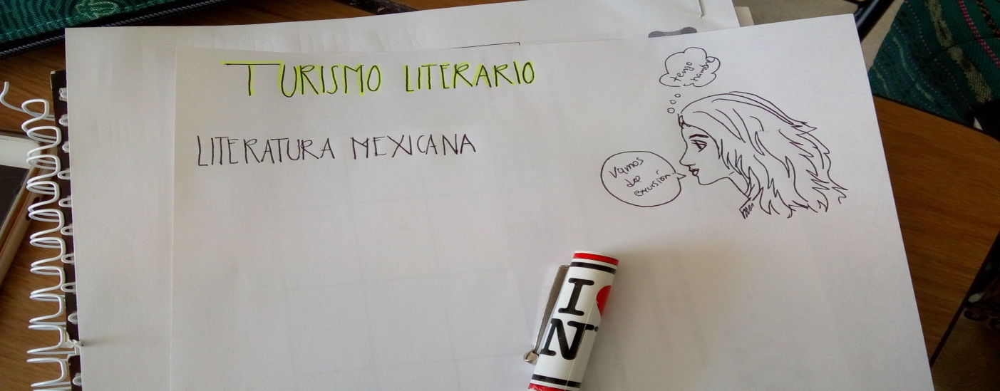 TURISMO LITERARIO
LITERATURA MEXICANA
tengo
hambre
Vamos
de
excursión
I
N